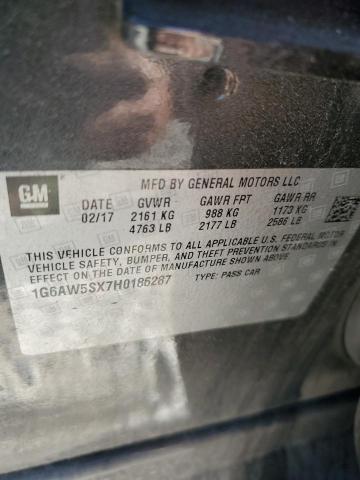 GM
MFD BY GENERAL MOTORS LLC
DATE GVWR GAWR FRT GAWR RR
02/17 2161 KG 988 KG 1173 KG
4763 LB 2177 LB 2586 LB
THIS VEHICLE CONFORMS TO ALL APPLICABLE U.S. FEDERAL MOTOR
VEHICLE SAFETY, BUMPER, AND THEFT PREVENTION STANDARDS IN
EFFECT ON THE DATE OF MANUFACTURE SHOWN ABOVE.
1G6AW5SX7H0186287 TYPE: PASS CAR